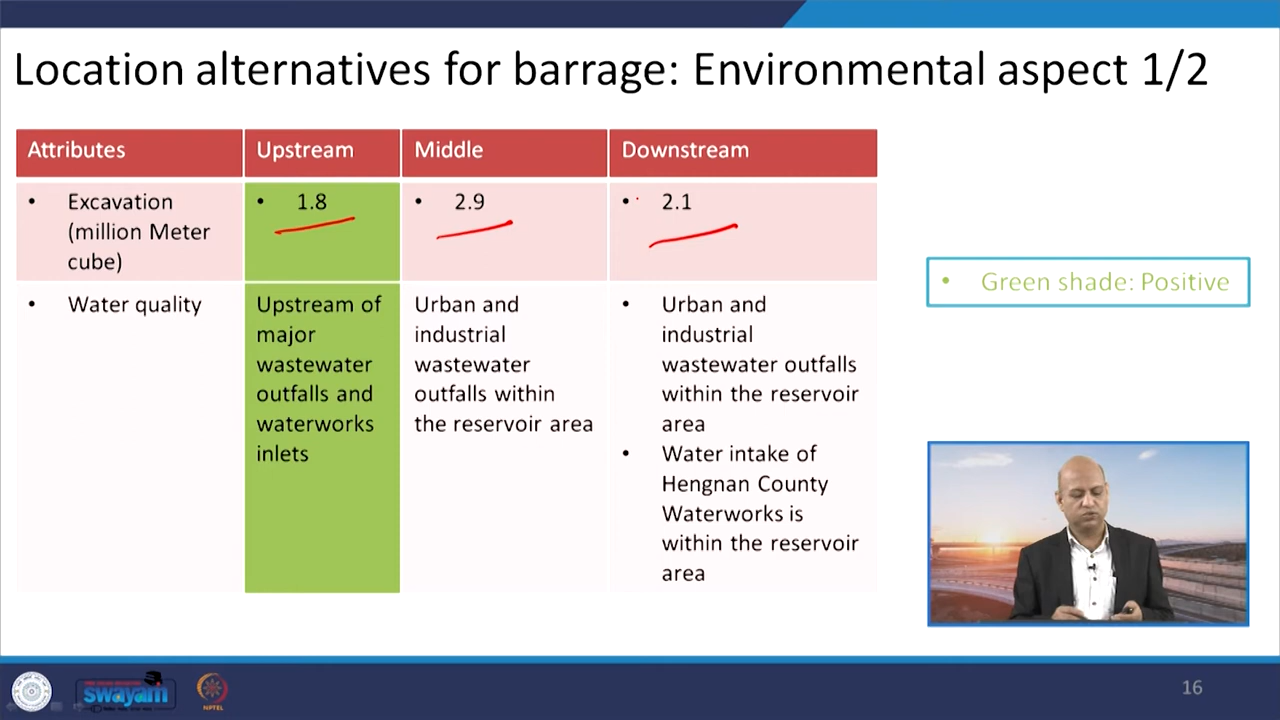 Location alternatives for barrage: Environmental aspect 1/2
Attributes
Upstream
Middle
Downstream
• Excavation
(million Meter
cube)
• 1.8
• 2.9
• 2.1
• Water quality
Upstream of
major
wastewater
outfalls and
waterworks
inlets
Urban and
industrial
wastewater
outfalls within
the reservoir area
• Urban and
industrial
wastewater outfalls
within the reservoir
area
• Water intake of
Hengnan County
Waterworks is
within the reservoir
area
• Green shade: Positive
swayam
NPTEL
16